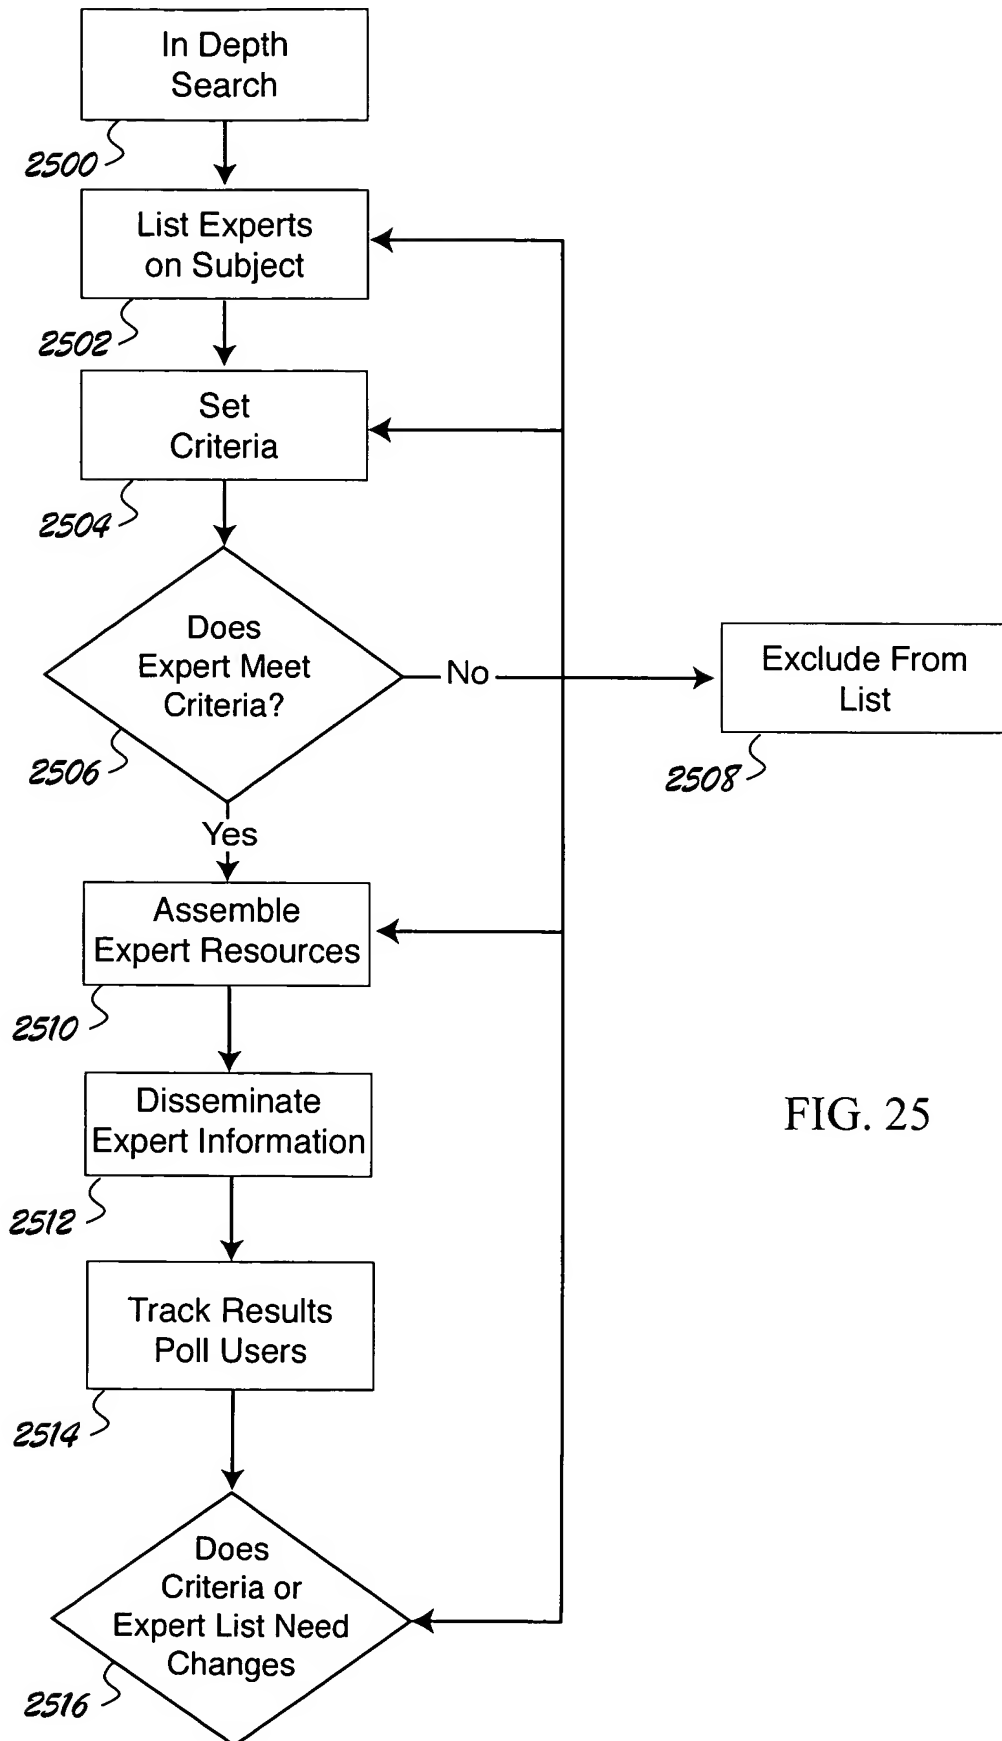 In Depth
Search
2500
List Experts
on Subject
2502
Set
Criteria
2504
Does
Expert Meet
Criteria?
No
2506
Exclude From
List
2508
Yes
Assemble
Expert Resources
2510
Disseminate
Expert Information
2512
FIG. 25
Track Results
Poll Users
2514
Does
Criteria or
Expert List Need
Changes
2516